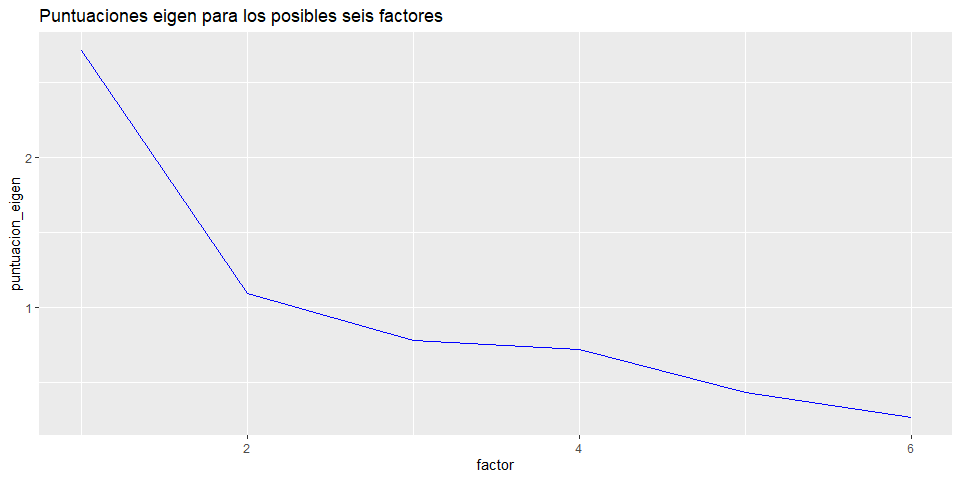 Puntuaciones eigen para los posibles seis factores
puntuacion_eigen
2
1
2
4
6
factor